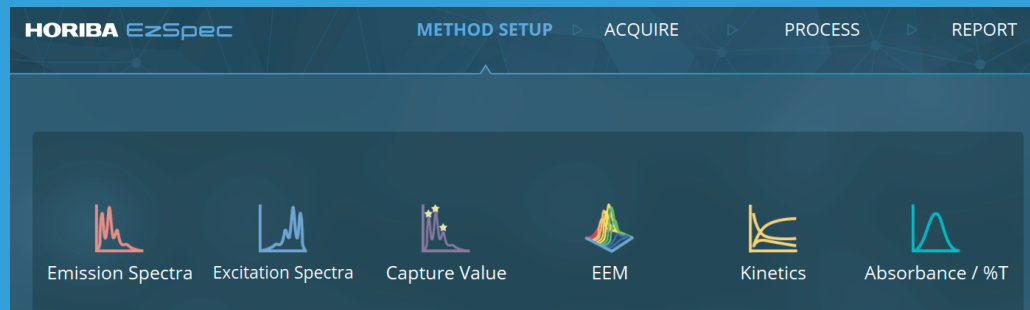 HORIBA EzSpec METHOD SETUP ACQUIRE PROCESS REPORT
Emission Spectra Excitation Spectra Capture Value EEM Kinetics Absorbance / %T